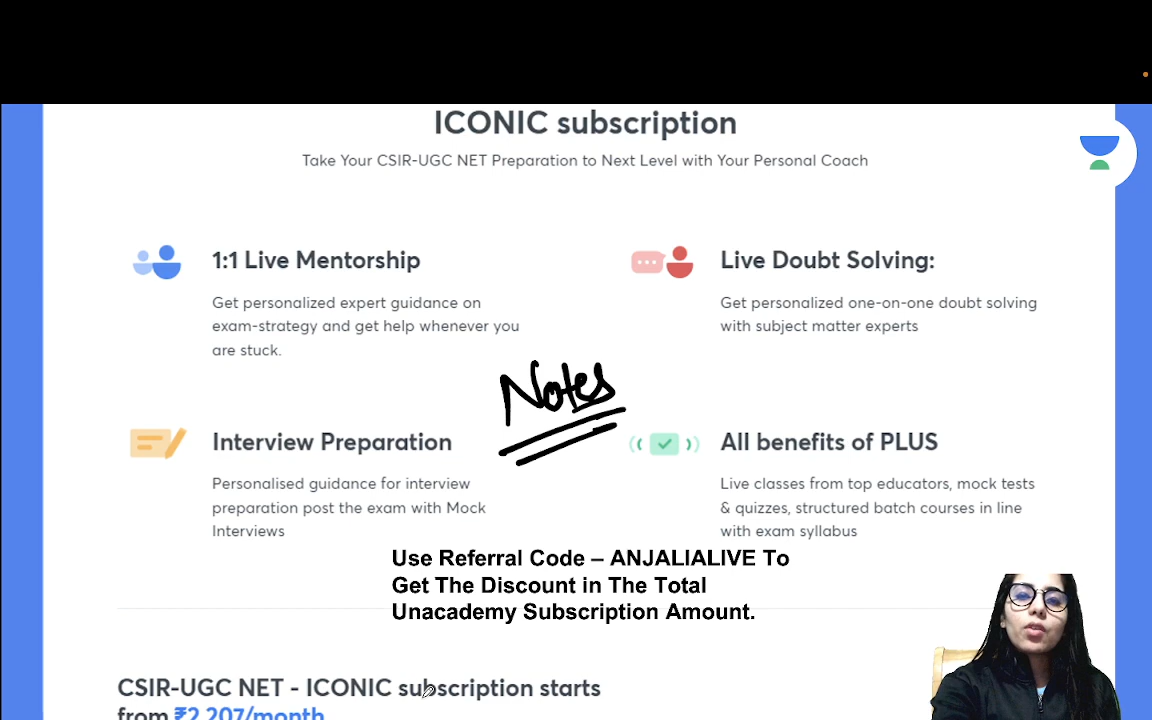 ICONIC subscription
Take Your CSIR-UGC NET Preparation to Next Level with Your Personal Coach
1:1 Live Mentorship
Get personalized expert guidance on
exam-strategy and get help whenever you
are stuck.
Live Doubt Solving:
Get personalized one-on-one doubt solving
with subject matter experts
Notes
Interview Preparation
Personalised guidance for interview
preparation post the exam with Mock
Interviews
All benefits of PLUS
Live classes from top educators, mock tests
& quizzes, structured batch courses in line
with exam syllabus
Use Referral Code – ANJALIALIVE To
Get The Discount in The Total
Unacademy Subscription Amount.
CSIR-UGC NET - ICONIC subscription starts
from ₹2,207/month